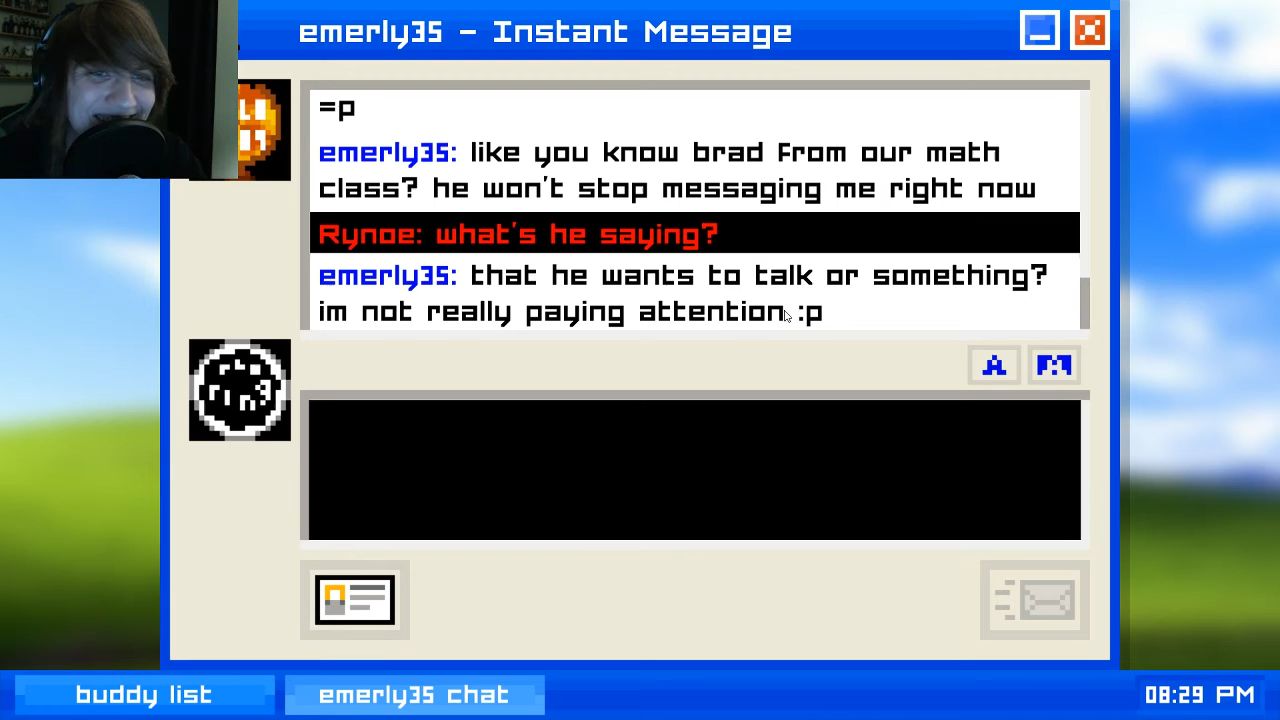 emerly35 - Instant Message
=p
emerly35: like you know brad from our math
class? he won't stop messaging me right now
Rynoe: what's he saying?
emerly35: that he wants to talk or something?
im not really paying attention :p
A
buddy list
emerly35 chat
08:29 PM